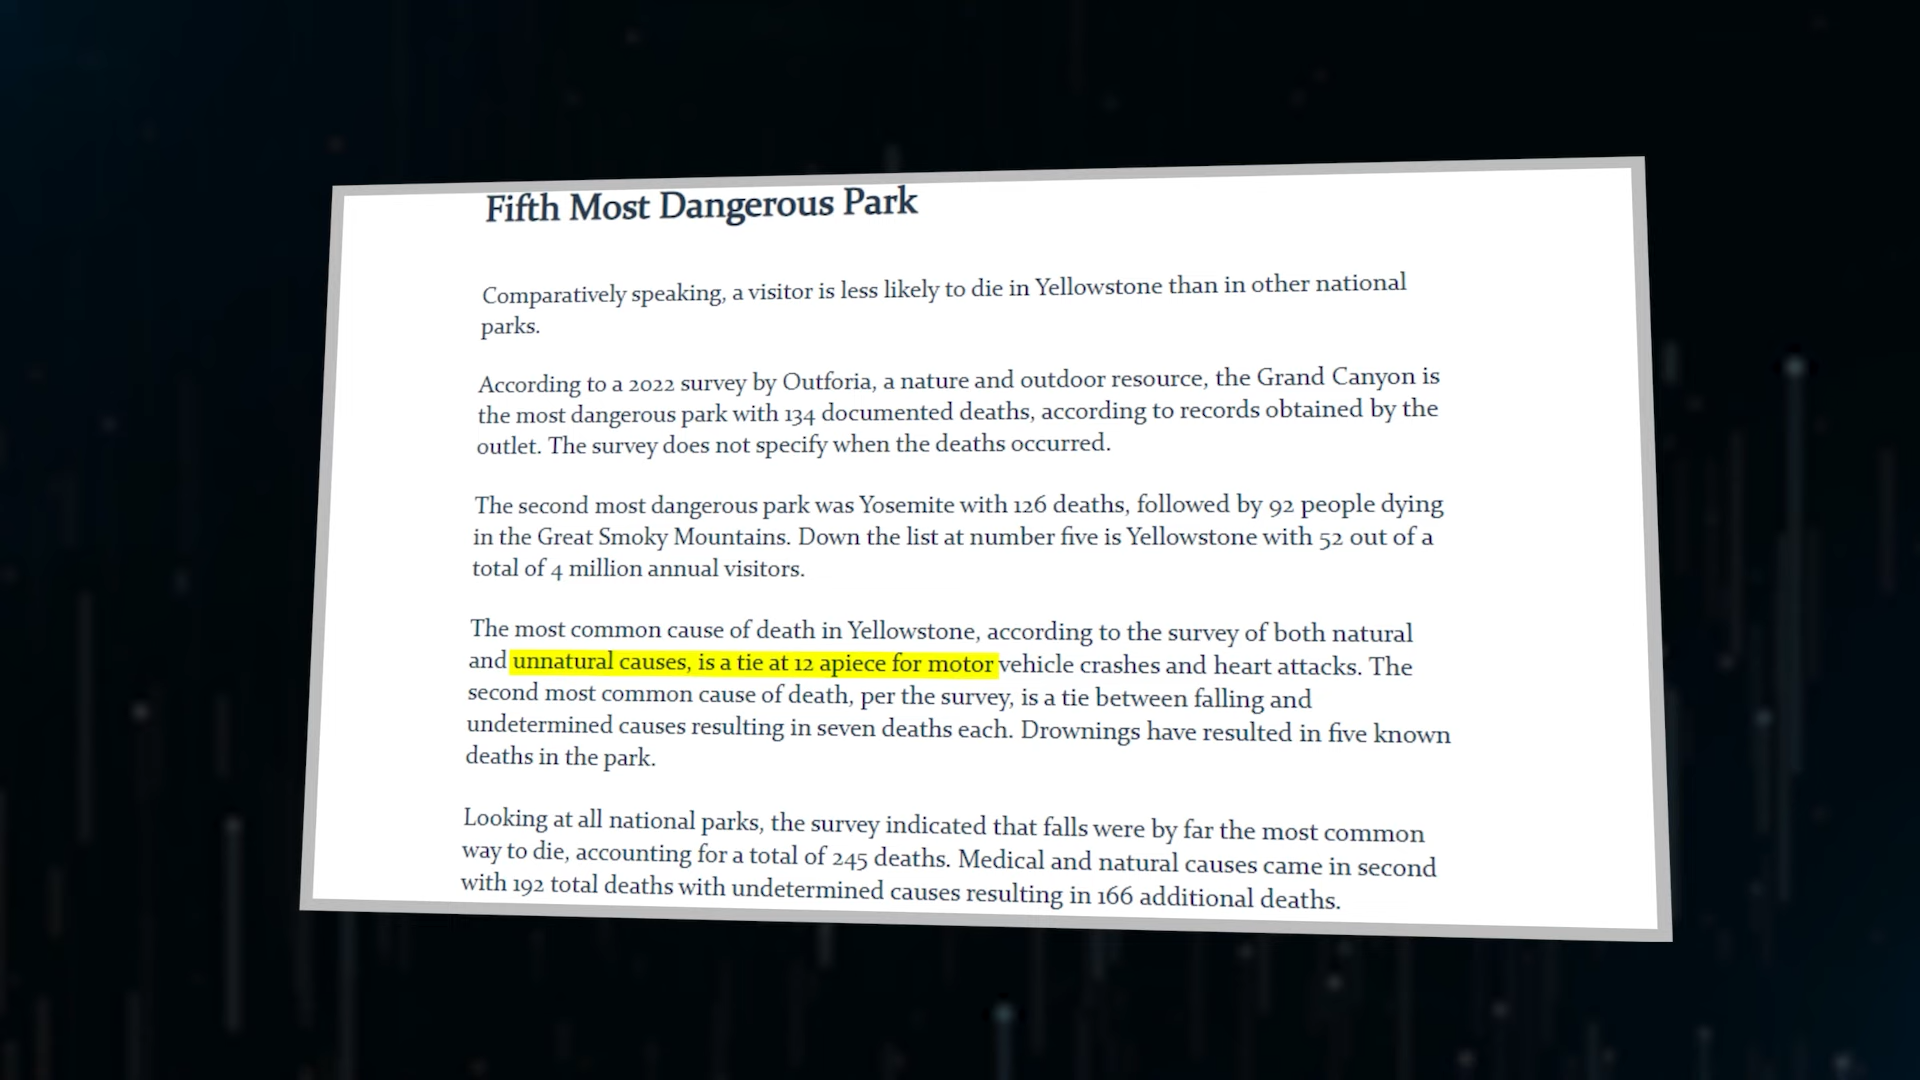 Fifth Most Dangerous Park
Comparatively speaking, a visitor is less likely to die in Yellowstone than in other national
parks.
According to a 2022 survey by Outforia, a nature and outdoor resource, the Grand Canyon is
the most dangerous park with 134 documented deaths, according to records obtained by the
outlet. The survey does not specify when the deaths occurred.
The second most dangerous park was Yosemite with 126 deaths, followed by 92 people dying
in the Great Smoky Mountains. Down the list at number five is Yellowstone with 52 out of a
total of 4 million annual visitors.
The most common cause of death in Yellowstone, according to the survey of both natural
and unnatural causes, is a tie at 12 apiece for motor vehicle crashes and heart attacks. The
second most common cause of death, per the survey, is a tie between falling and
undetermined causes resulting in seven deaths each. Drownings have resulted in five known
deaths in the park.
Looking at all national parks, the survey indicated that falls were by far the most common
way to die, accounting for a total of 245 deaths. Medical and natural causes came in second
with 192 total deaths with undetermined causes resulting in 166 additional deaths.